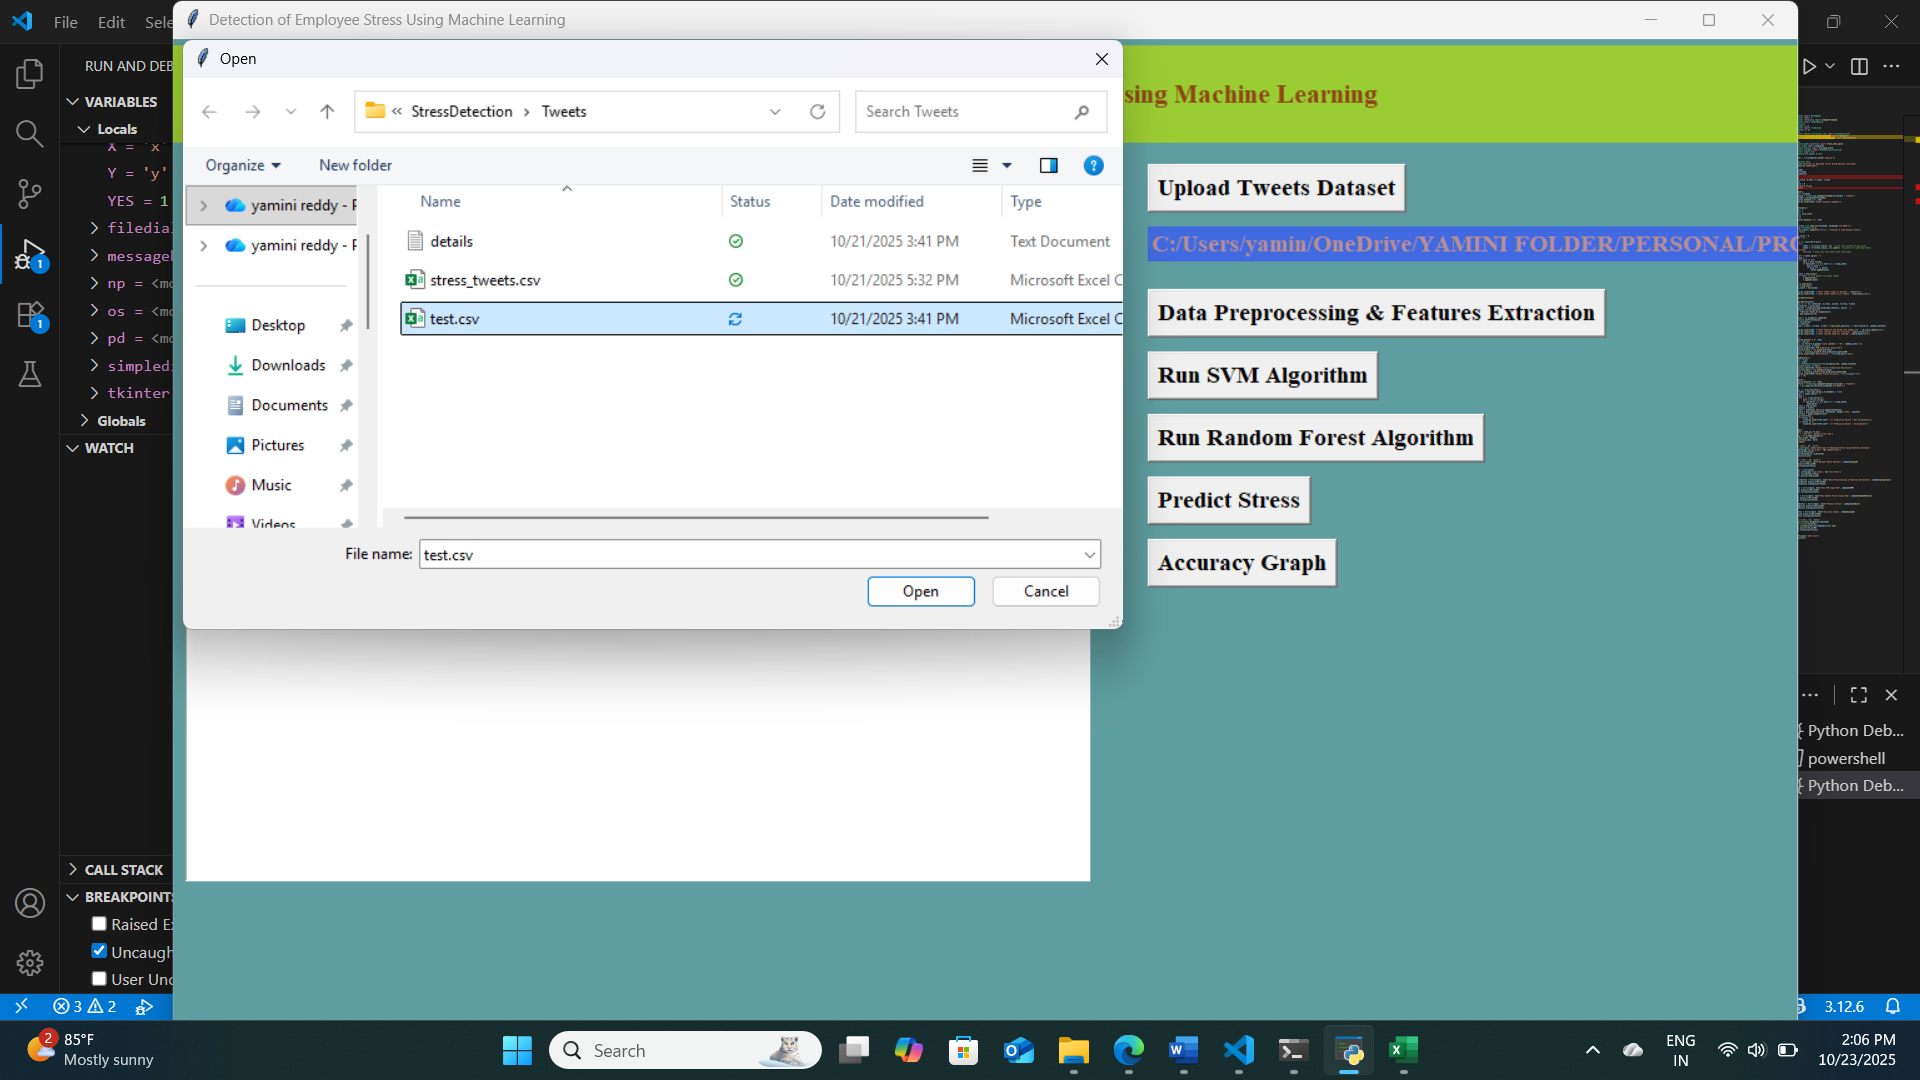 File Edit Sele
Detection of Employee Stress Using Machine Learning
RUN AND DEB
VARIABLES
Locals
X = 'x'
Y = 'y'
YES = 1
filedia
message
np = <mo
os = <mo
pd = <mo
simpled
tkinter
Globals
WATCH
CALL STACK
BREAKPOINTS
Raised Ex
Uncaugh
User Unc
1
1
Open
« StressDetection > Tweets
Search Tweets
Organize
New folder
?
yamini reddy - P
yamini reddy - P
Desktop
Downloads
Documents
Pictures
Music
Videos
Name Status Date modified Type
details 10/21/2025 3:41 PM Text Document
stress_tweets.csv 10/21/2025 5:32 PM Microsoft Excel C
test.csv 10/21/2025 3:41 PM Microsoft Excel C
File name: test.csv
Open Cancel
sing Machine Learning
Upload Tweets Dataset
C:/Users/yamin/OneDrive/YAMINI FOLDER/PERSONAL/PRO
Data Preprocessing & Features Extraction
Run SVM Algorithm
Run Random Forest Algorithm
Predict Stress
Accuracy Graph
Python Deb...
powershell
Python Deb...
3 2
3.12.6
2
85°F
Mostly sunny
Search
ENG
IN
2:06 PM
10/23/2025